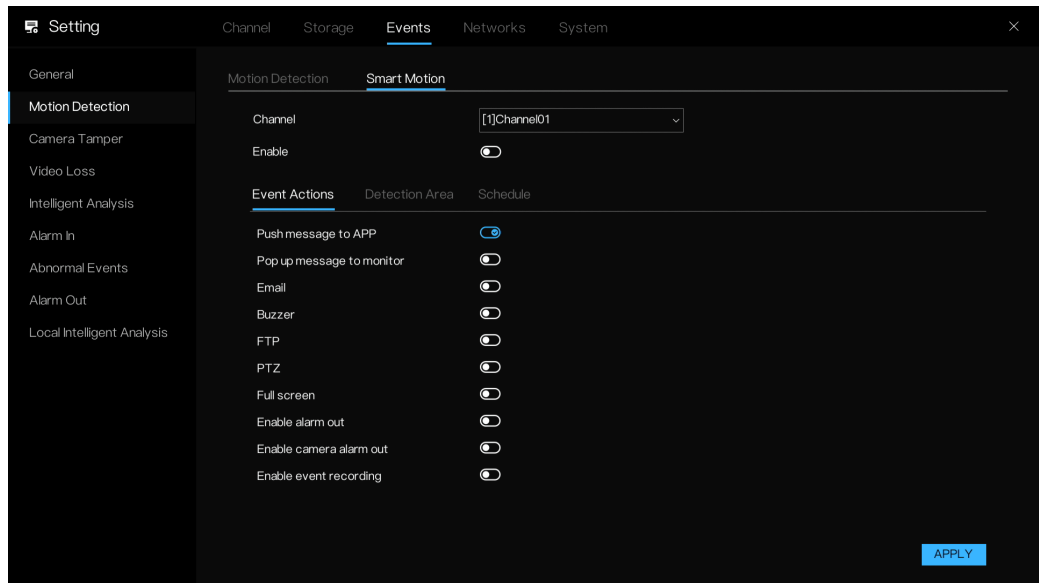 Setting Channel Storage Events Networks System
General
Motion Detection
Camera Tamper
Video Loss
Intelligent Analysis
Alarm In
Abnormal Events
Alarm Out
Local Intelligent Analysis
Motion Detection Smart Motion
Channel [1]Channel01
Enable
Event Actions Detection Area Schedule
Push message to APP
Pop up message to monitor
Email
Buzzer
FTP
PTZ
Full screen
Enable alarm out
Enable camera alarm out
Enable event recording
APPLY